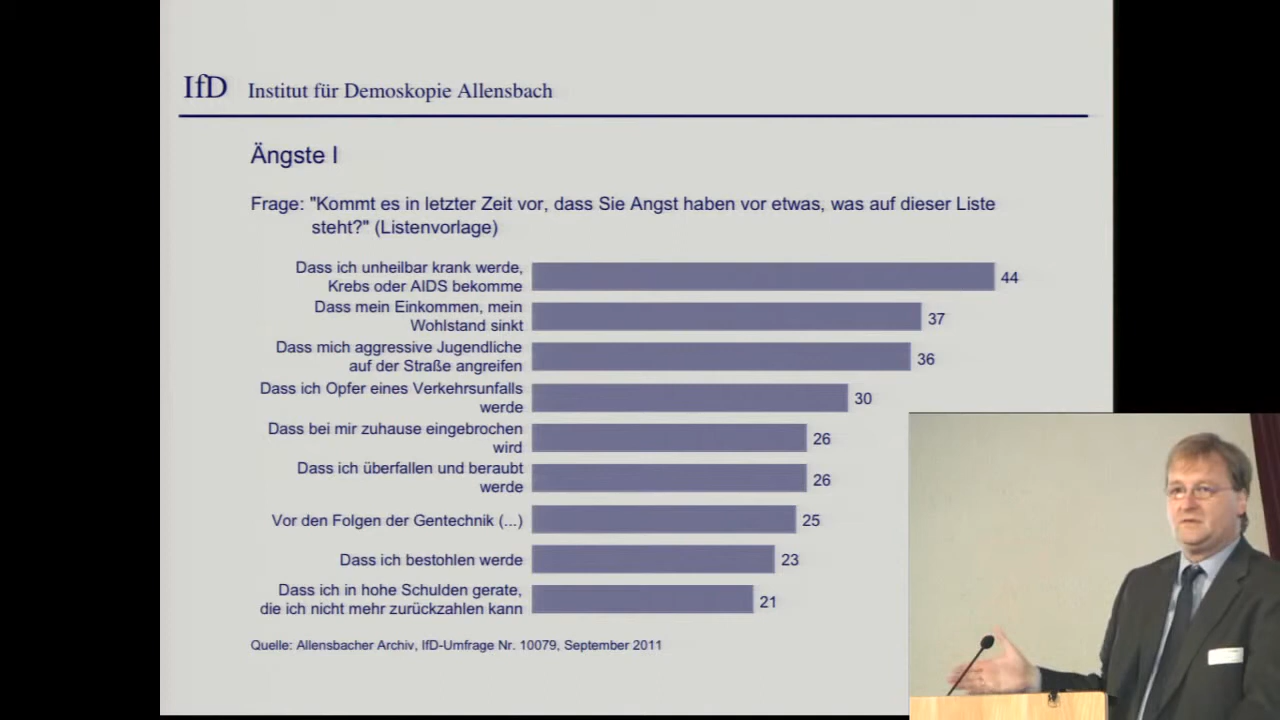 IfD Institut für Demoskopie Allensbach
Ängste I
Frage: "Kommt es in letzter Zeit vor, dass Sie Angst haben vor etwas, was auf dieser Liste
steht?" (Listenvorlage)
Dass ich unheilbar krank werde,
Krebs oder AIDS bekomme
44
Dass mein Einkommen, mein
Wohlstand sinkt
37
Dass mich aggressive Jugendliche
auf der Straße angreifen
36
Dass ich Opfer eines Verkehrsunfalls
werde
30
Dass bei mir zuhause eingebrochen
wird
26
Dass ich überfallen und beraubt
werde
26
Vor den Folgen der Gentechnik (...)
25
Dass ich bestohlen werde
23
Dass ich in hohe Schulden gerate,
die ich nicht mehr zurückzahlen kann
21
Quelle: Allensbacher Archiv, IfD-Umfrage Nr. 10079, September 2011